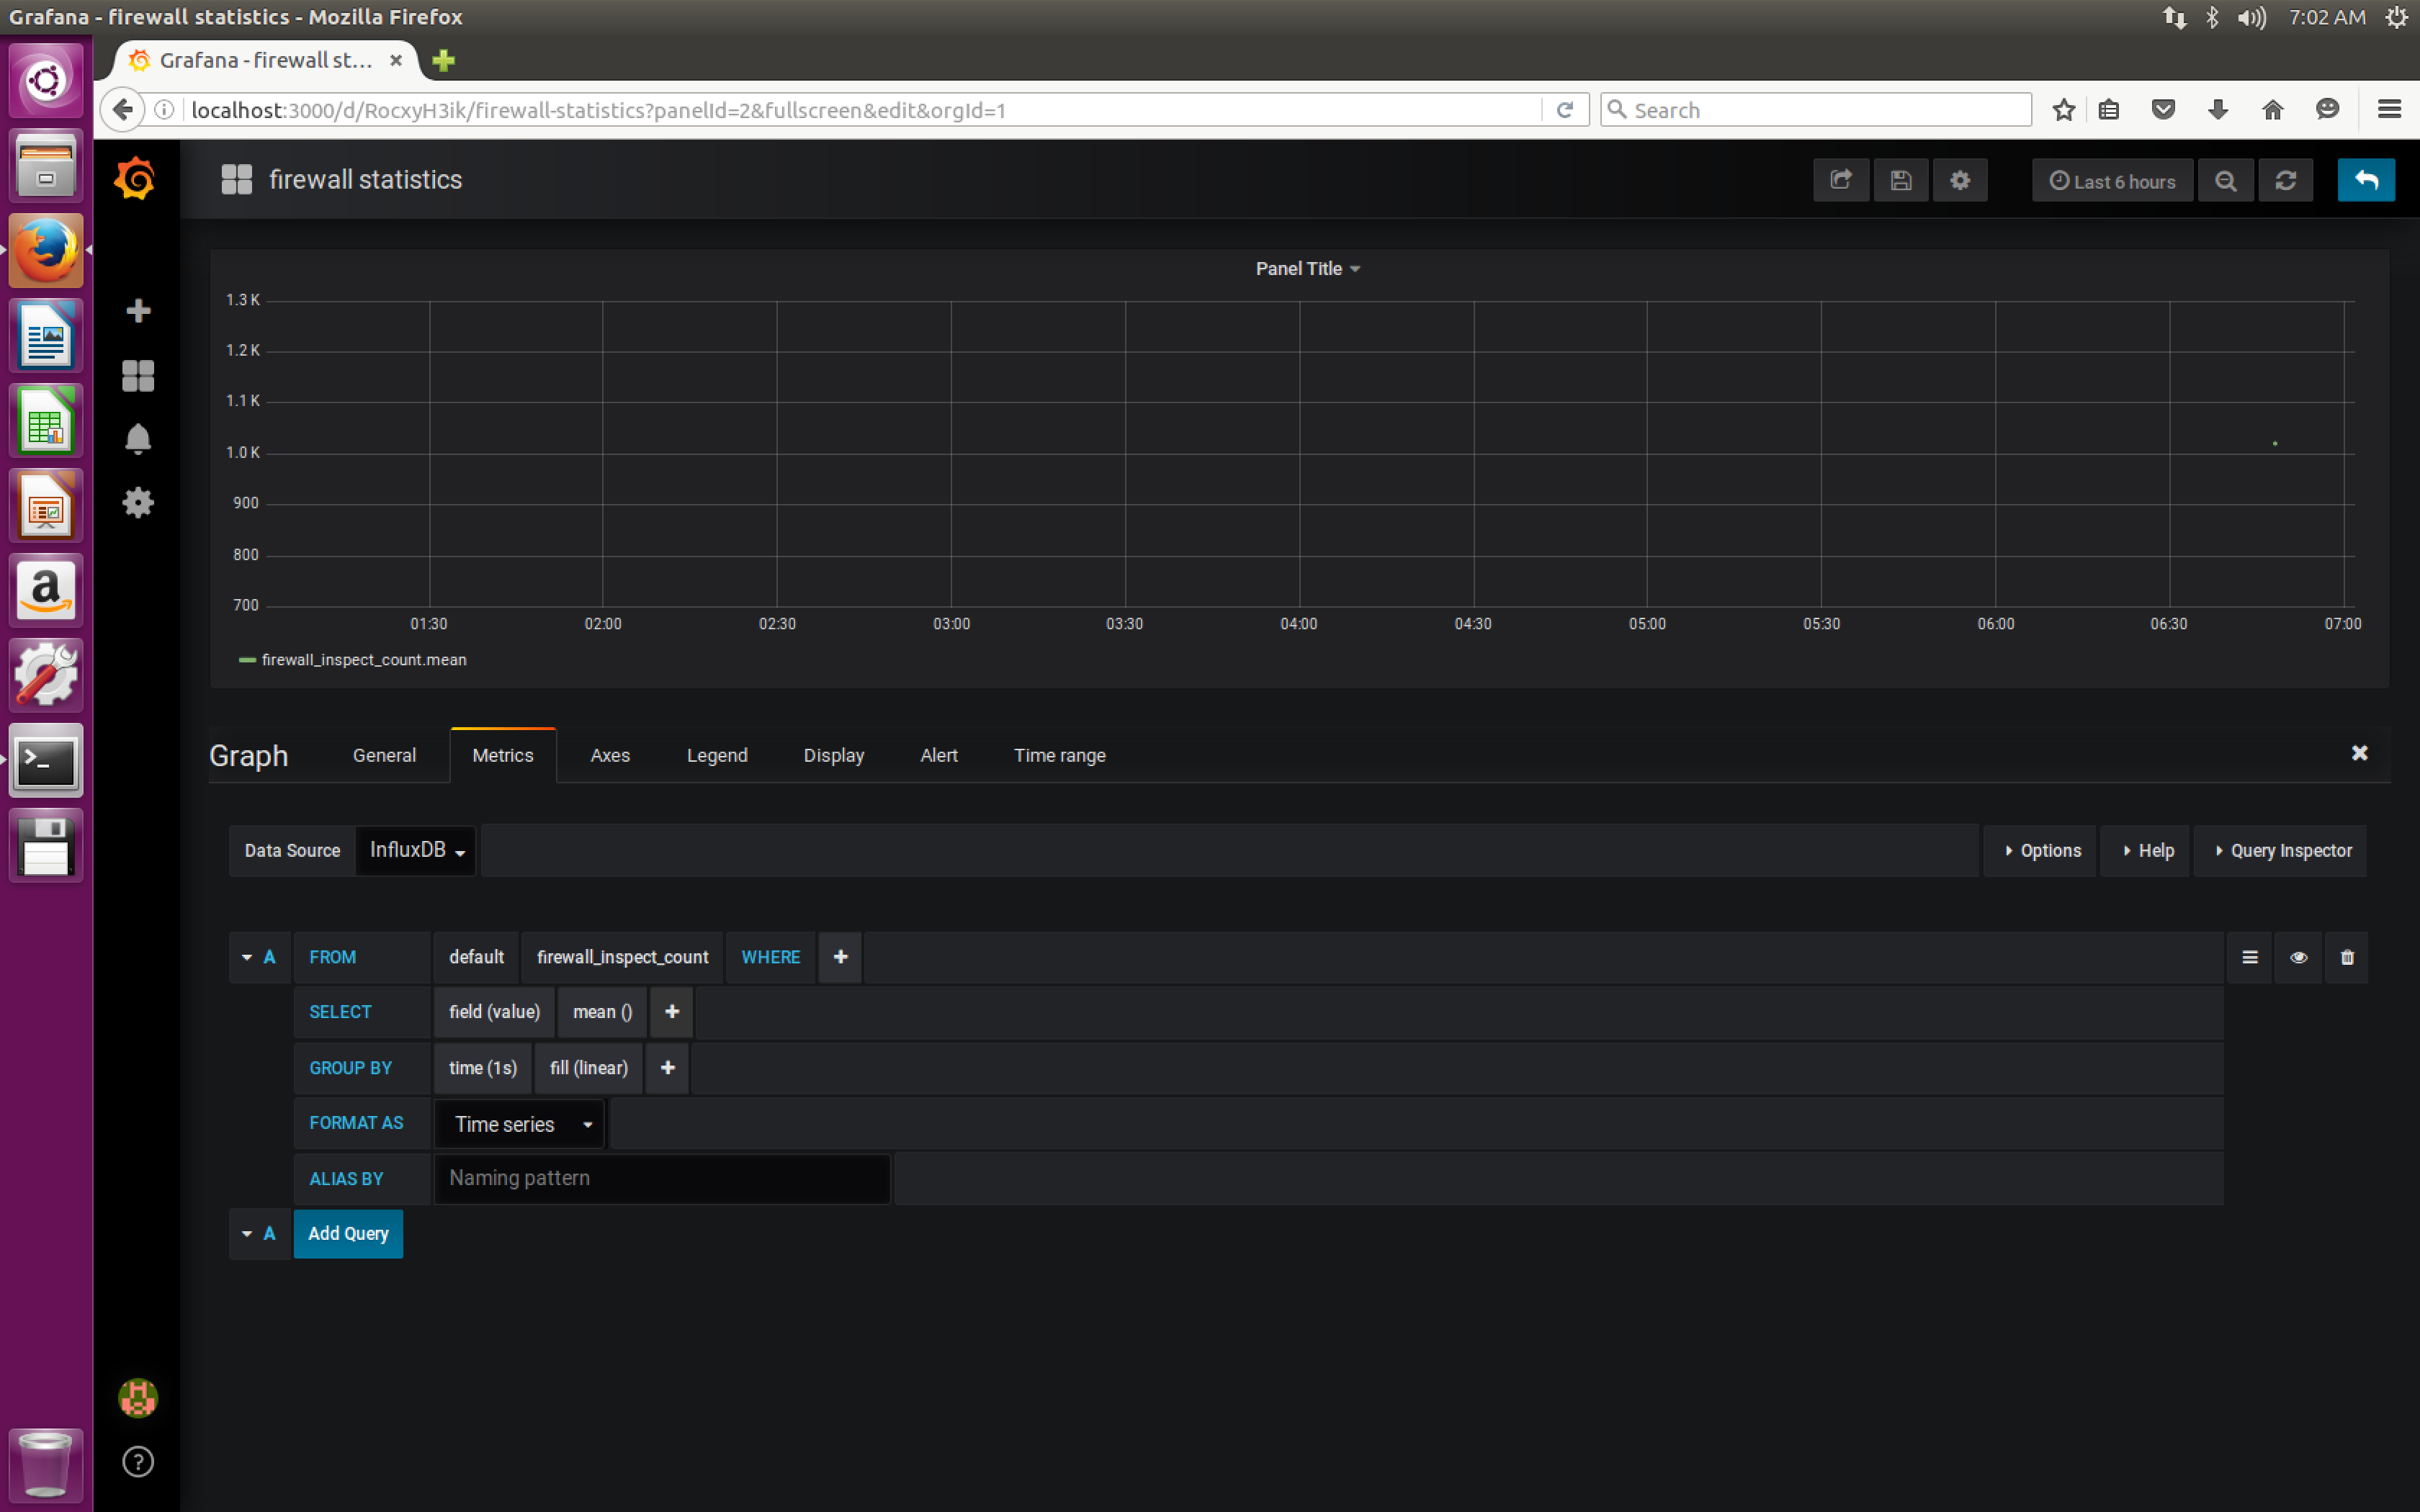 Grafana - firewall statistics - Mozilla Firefox
7:02 AM
Grafana - firewall st...
localhost:3000/d/RocxyH3ik/firewall-statistics?panelId=2&fullscreen&edit&orgId=1
Search
firewall statistics
Last 6 hours
Panel Title
1.3 K
1.2 K
1.1 K
1.0 K
900
800
700
01:30 02:00 02:30 03:00 03:30 04:00 04:30 05:00 05:30 06:00 06:30 07:00
firewall_inspect_count.mean
Graph General Metrics Axes Legend Display Alert Time range
Data Source InfluxDB Options Help Query Inspector
A FROM default firewall_inspect_count WHERE
SELECT field (value) mean ()
GROUP BY time (1s) fill (linear)
FORMAT AS Time series
ALIAS BY Naming pattern
A Add Query